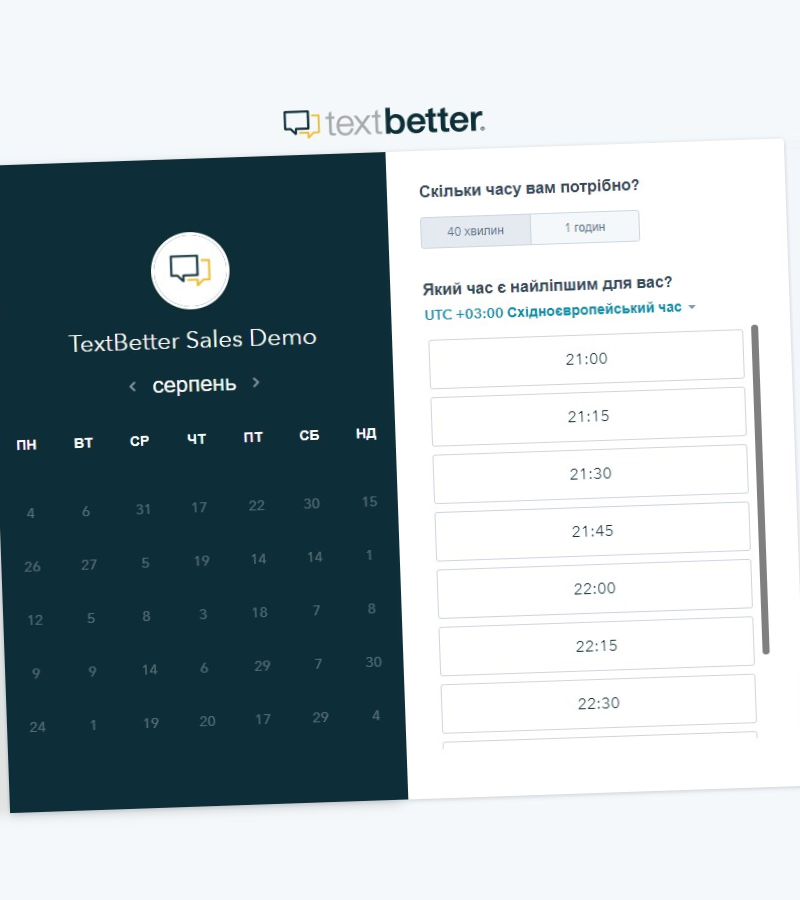 textbetter.
TextBetter Sales Demo
серпень
ПН ВТ СР ЧТ ПТ СБ НД
4 6 31 17 22 30 15
26 27 5 19 14 14 1
12 5 8 3 18 7 8
9 9 14 6 29 7 30
24 1 19 20 17 29 4
Скільки часу вам потрібно?
40 хвилин 1 годин
Який час є найліпшим для вас?
UTC +03:00 Східноєвропейський час
21:00
21:15
21:30
21:45
22:00
22:15
22:30